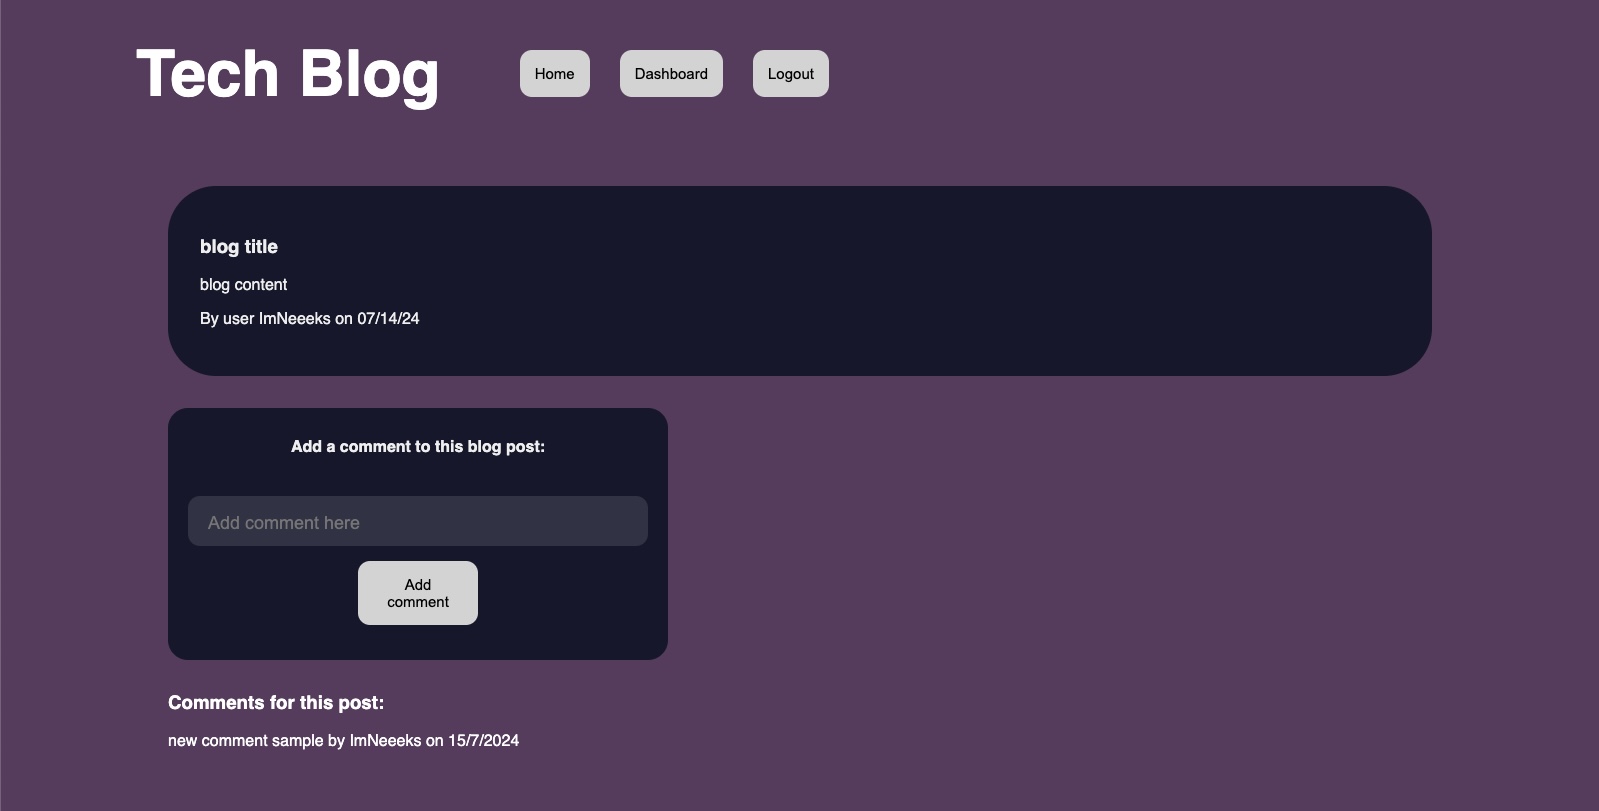 Tech Blog
Home
Dashboard
Logout
blog title
blog content
By user ImNeeeks on 07/14/24
Add a comment to this blog post:
Add comment here
Add
comment
Comments for this post:
new comment sample by ImNeeeks on 15/7/2024